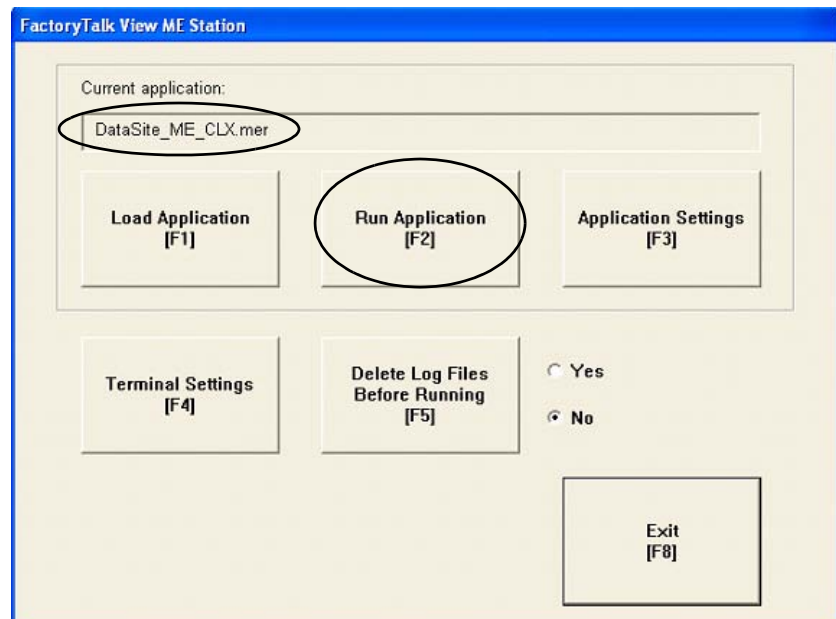 FactoryTalk View ME Station
Current application:
DataSite_ME_CLX.mer
Load Application
[F1]
Run Application
[F2]
Application Settings
[F3]
Terminal Settings
[F4]
Delete Log Files
Before Running
[F5]
Yes
No
Exit
[F8]